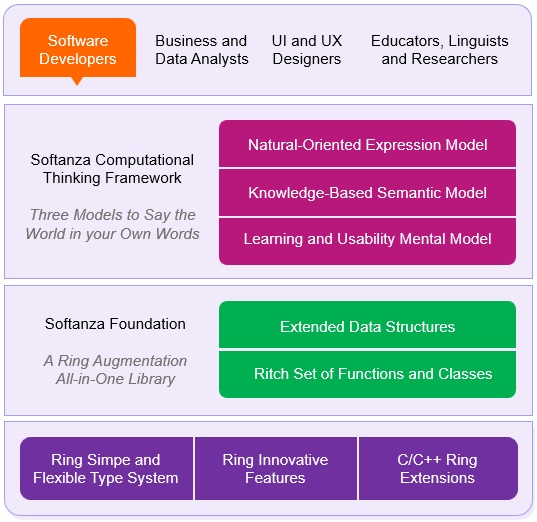 Software
Developers
Business and
Data Analysts
UI and UX
Designers
Educators, Linguists
and Researchers
Softanza Computational
Thinking Framework
Three Models to Say the
World in your Own Words
Natural-Oriented Expression Model
Knowledge-Based Semantic Model
Learning and Usability Mental Model
Softanza Foundation
A Ring Augmentation
All-in-One Library
Extended Data Structures
Ritch Set of Functions and Classes
Ring Simpe and
Flexible Type System
Ring Innovative
Features
C/C++ Ring
Extensions